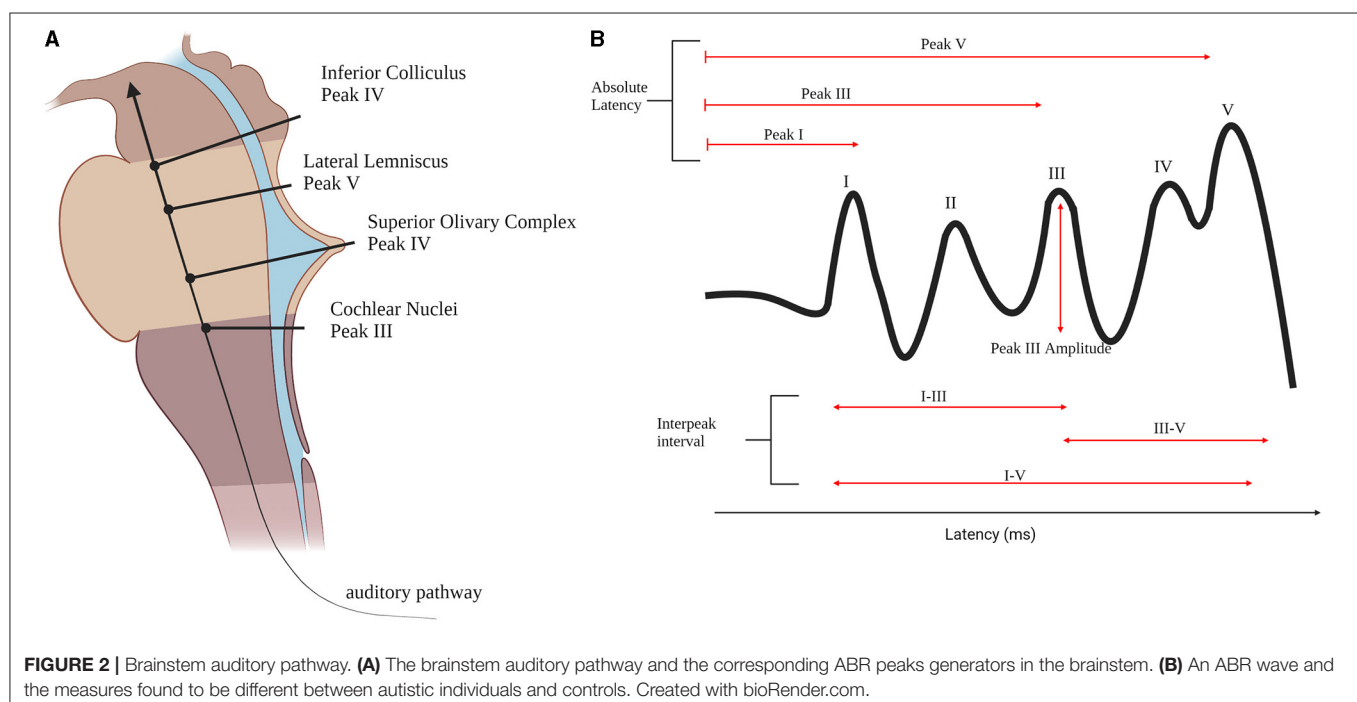 A
Inferior Colliculus
Peak IV
Lateral Lemniscus
Peak V
Superior Olivary Complex
Peak IV
Cochlear Nuclei
Peak III
auditory pathway
B
Absolute
Latency
Peak V
Peak III
Peak I
I
II
III
IV
V
Peak III Amplitude
Interpeak
interval
I-III
III-V
I-V
Latency (ms)
FIGURE 2 | Brainstem auditory pathway. (A) The brainstem auditory pathway and the corresponding ABR peaks generators in the brainstem. (B) An ABR wave and
the measures found to be different between autistic individuals and controls. Created with bioRender.com.